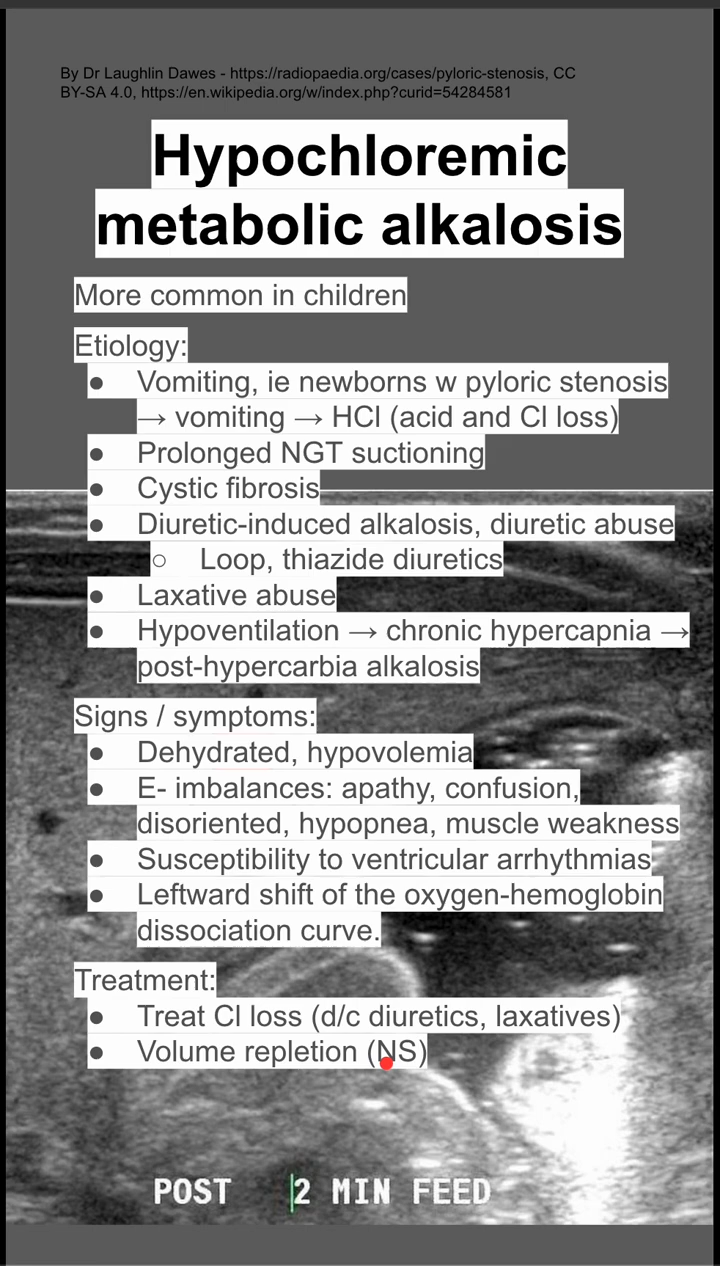 By Dr Laughlin Dawes - https://radiopaedia.org/cases/pyloric-stenosis, CC
BY-SA 4.0, https://en.wikipedia.org/w/index.php?curid=54284581
Hypochloremic
metabolic alkalosis
More common in children
Etiology:
● Vomiting, ie newborns w pyloric stenosis
→ vomiting → HCl (acid and Cl loss)
● Prolonged NGT suctioning
● Cystic fibrosis
● Diuretic-induced alkalosis, diuretic abuse
○ Loop, thiazide diuretics
● Laxative abuse
● Hypoventilation → chronic hypercapnia →
post-hypercarbia alkalosis
Signs / symptoms:
● Dehydrated, hypovolemia
● E- imbalances: apathy, confusion,
disoriented, hypopnea, muscle weakness
● Susceptibility to ventricular arrhythmias
● Leftward shift of the oxygen-hemoglobin
dissociation curve.
Treatment:
● Treat Cl loss (d/c diuretics, laxatives)
● Volume repletion (NS)
POST 2 MIN FEED